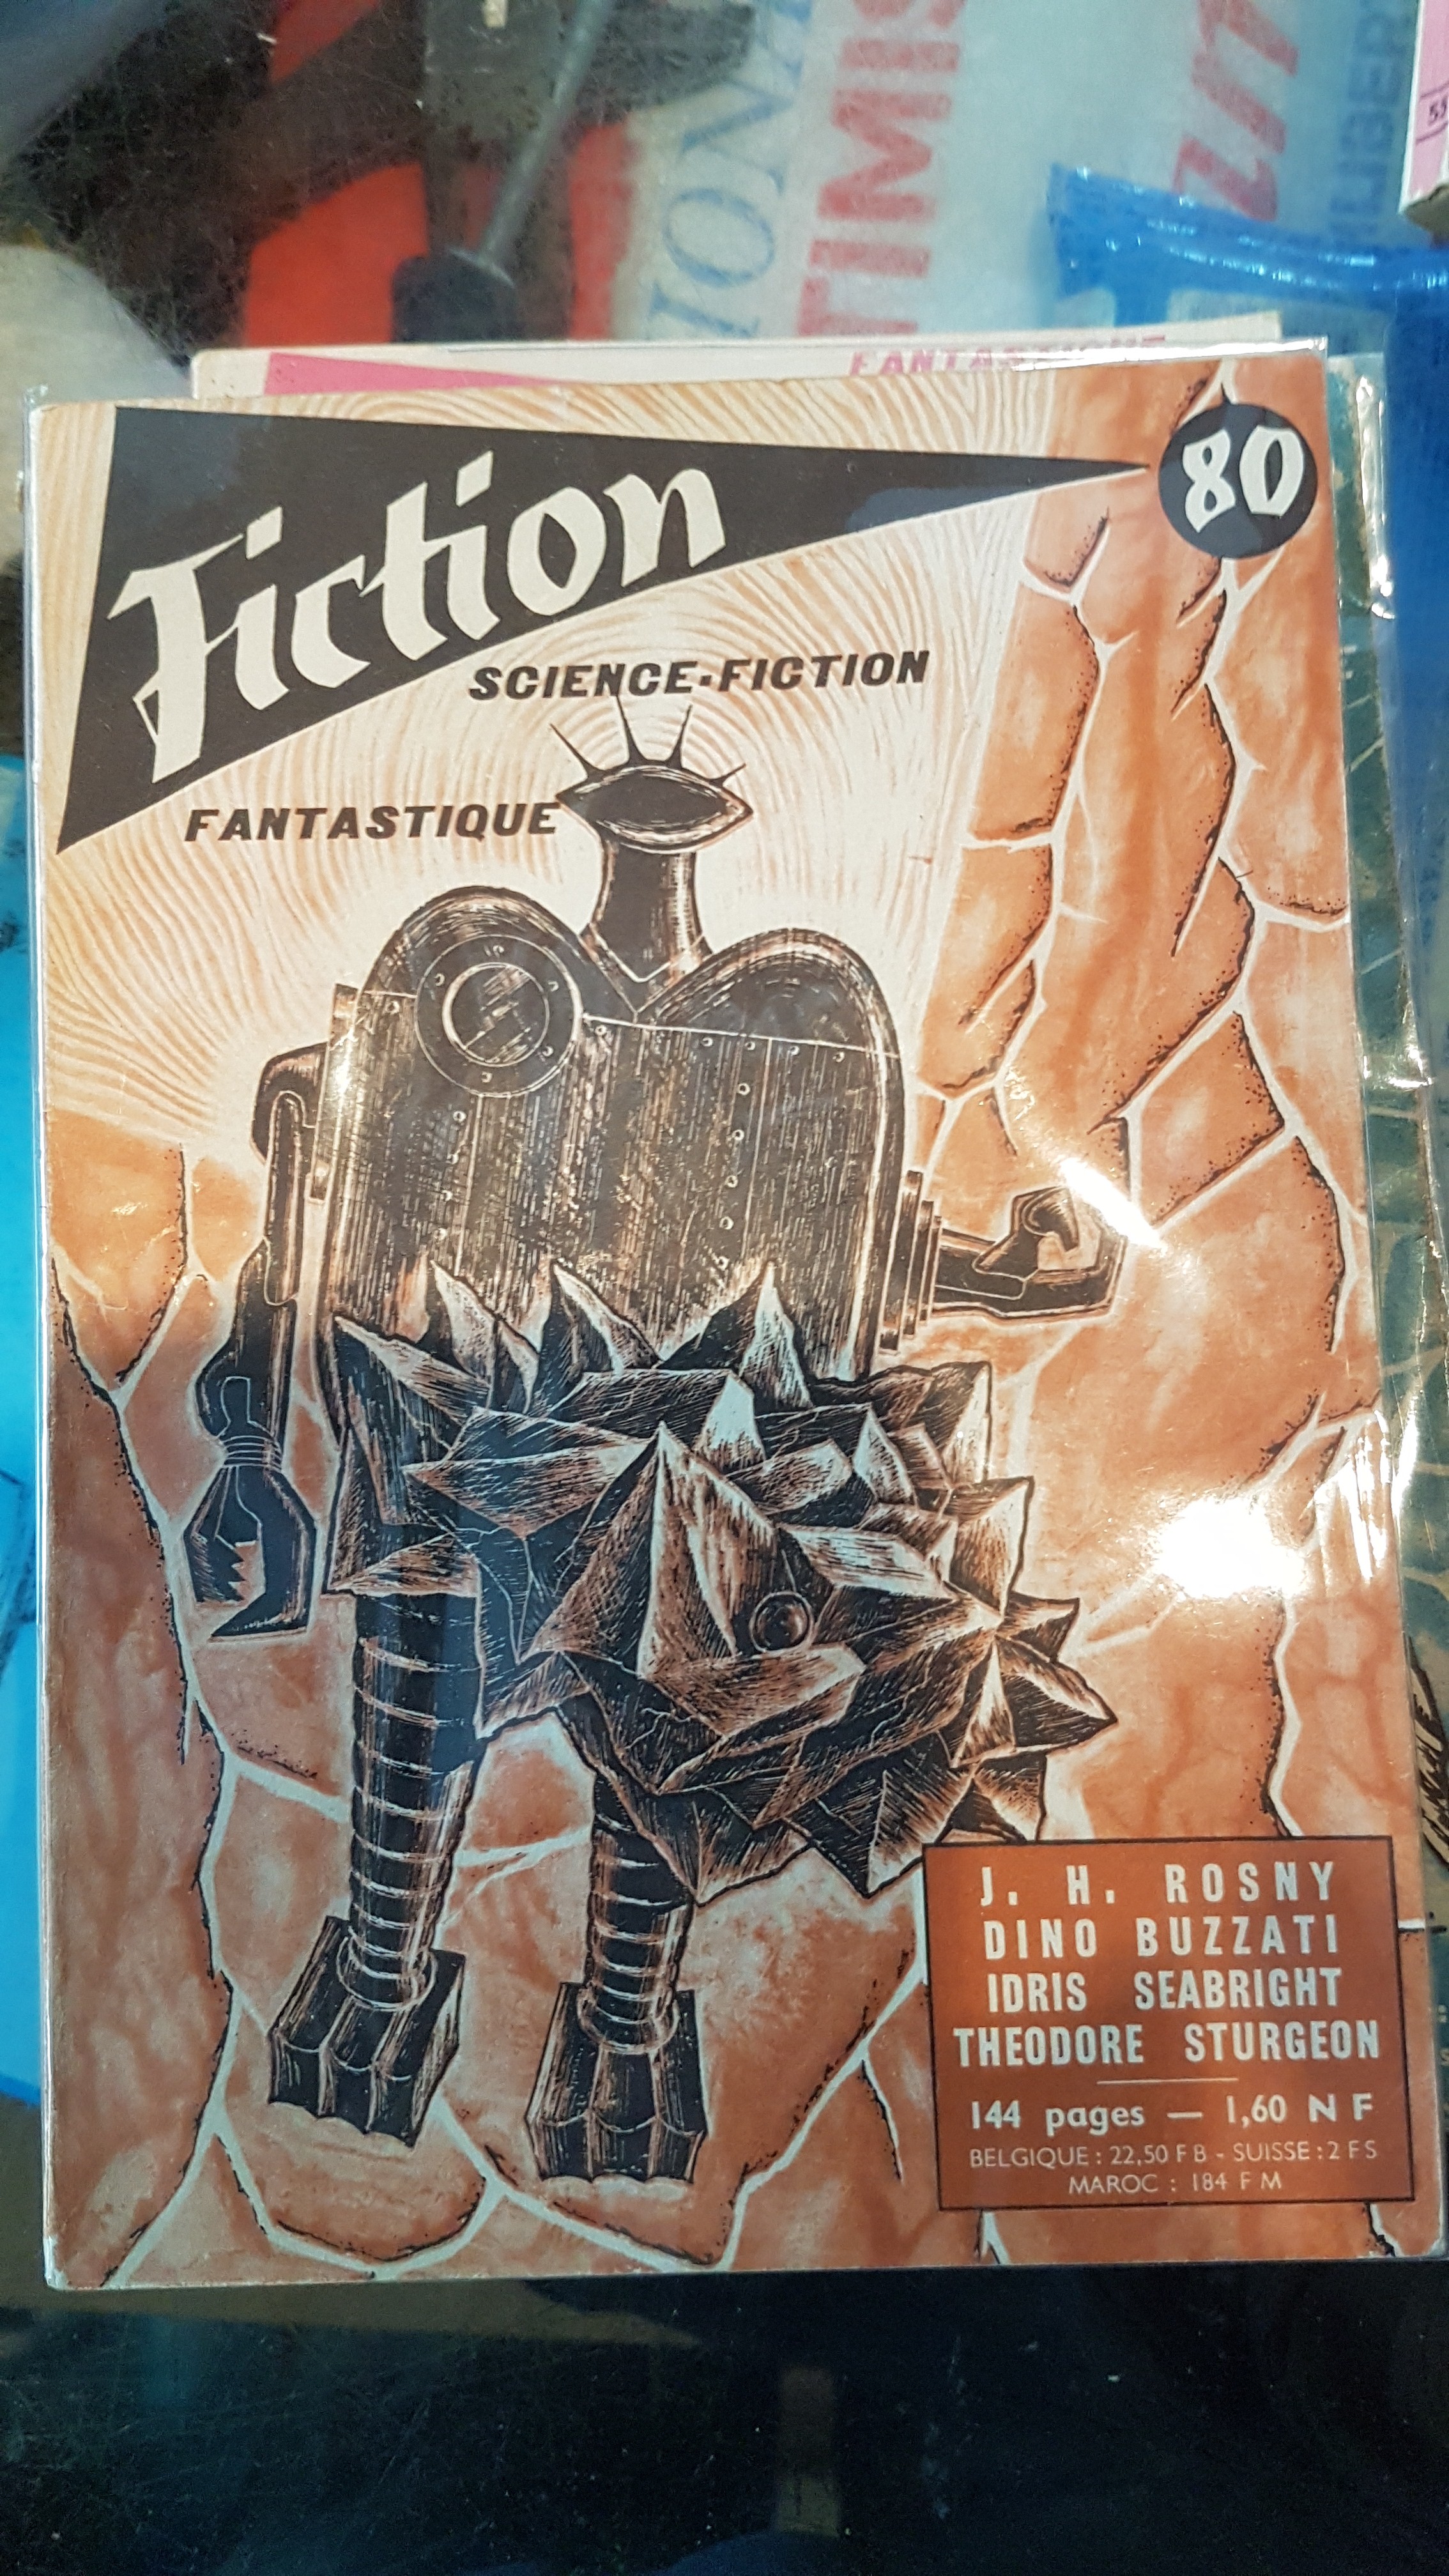 FANTASTIQUE
Fiction
80
SCIENCE-FICTION
FANTASTIQUE
J. H. ROSNY
DINO BUZZATI
IDRIS SEABRIGHT
THEODORE STURGEON
144 pages — 1,60 N F
BELGIQUE : 22,50 F B - SUISSE : 2 F S
MAROC : 184 F M